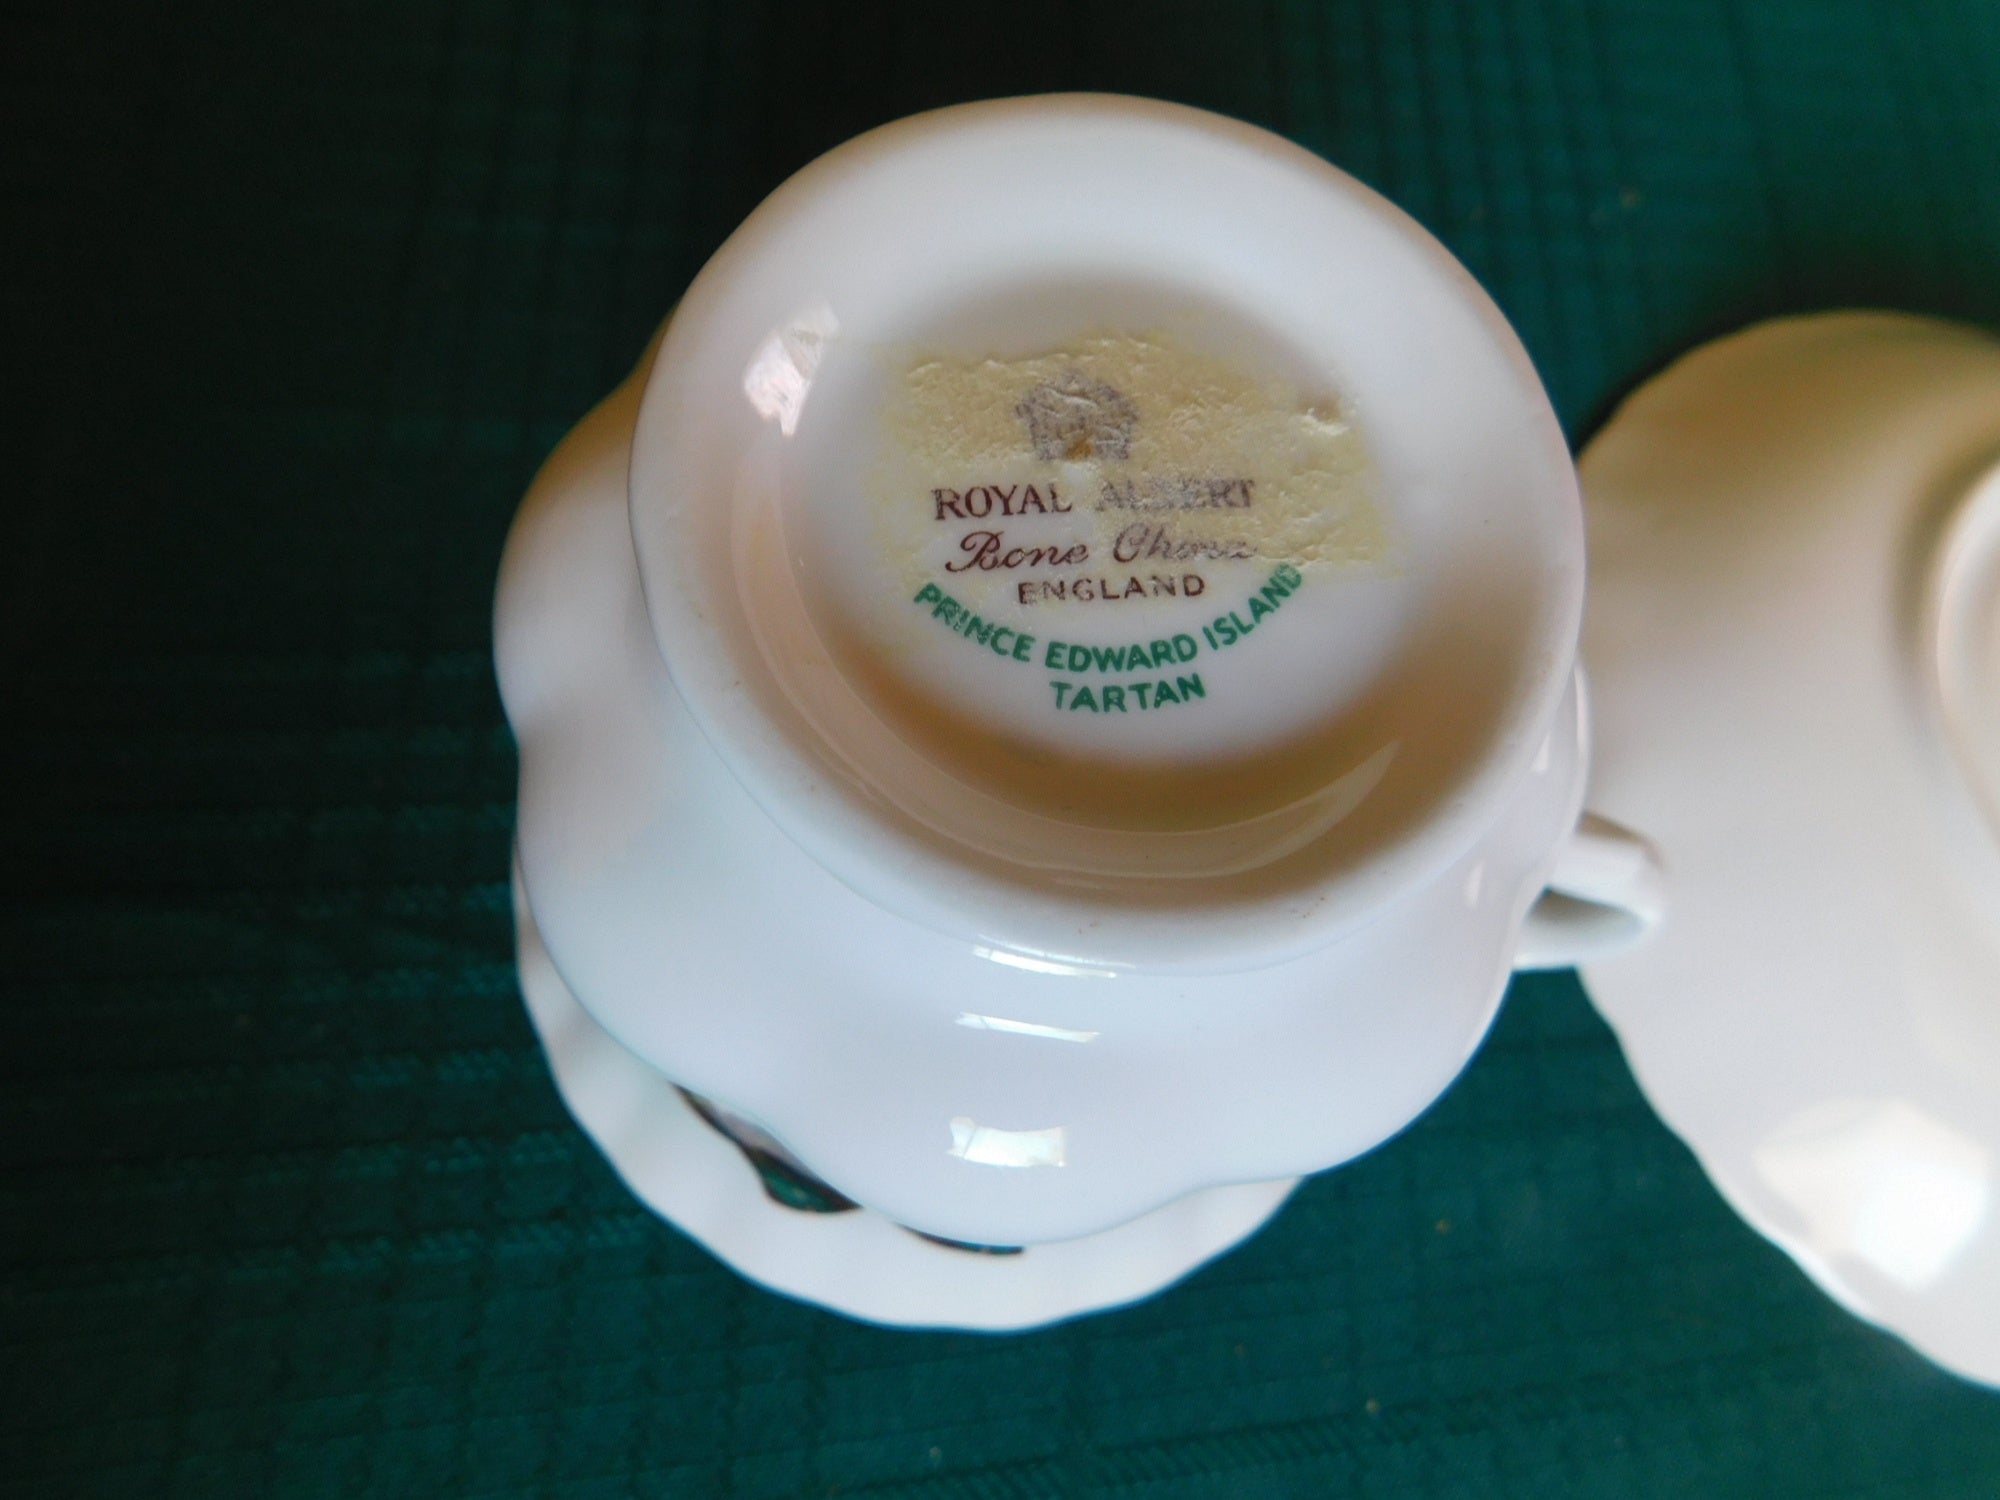 ROYAL ALBERT
Bone China
ENGLAND
PRINCE EDWARD ISLAND
TARTAN